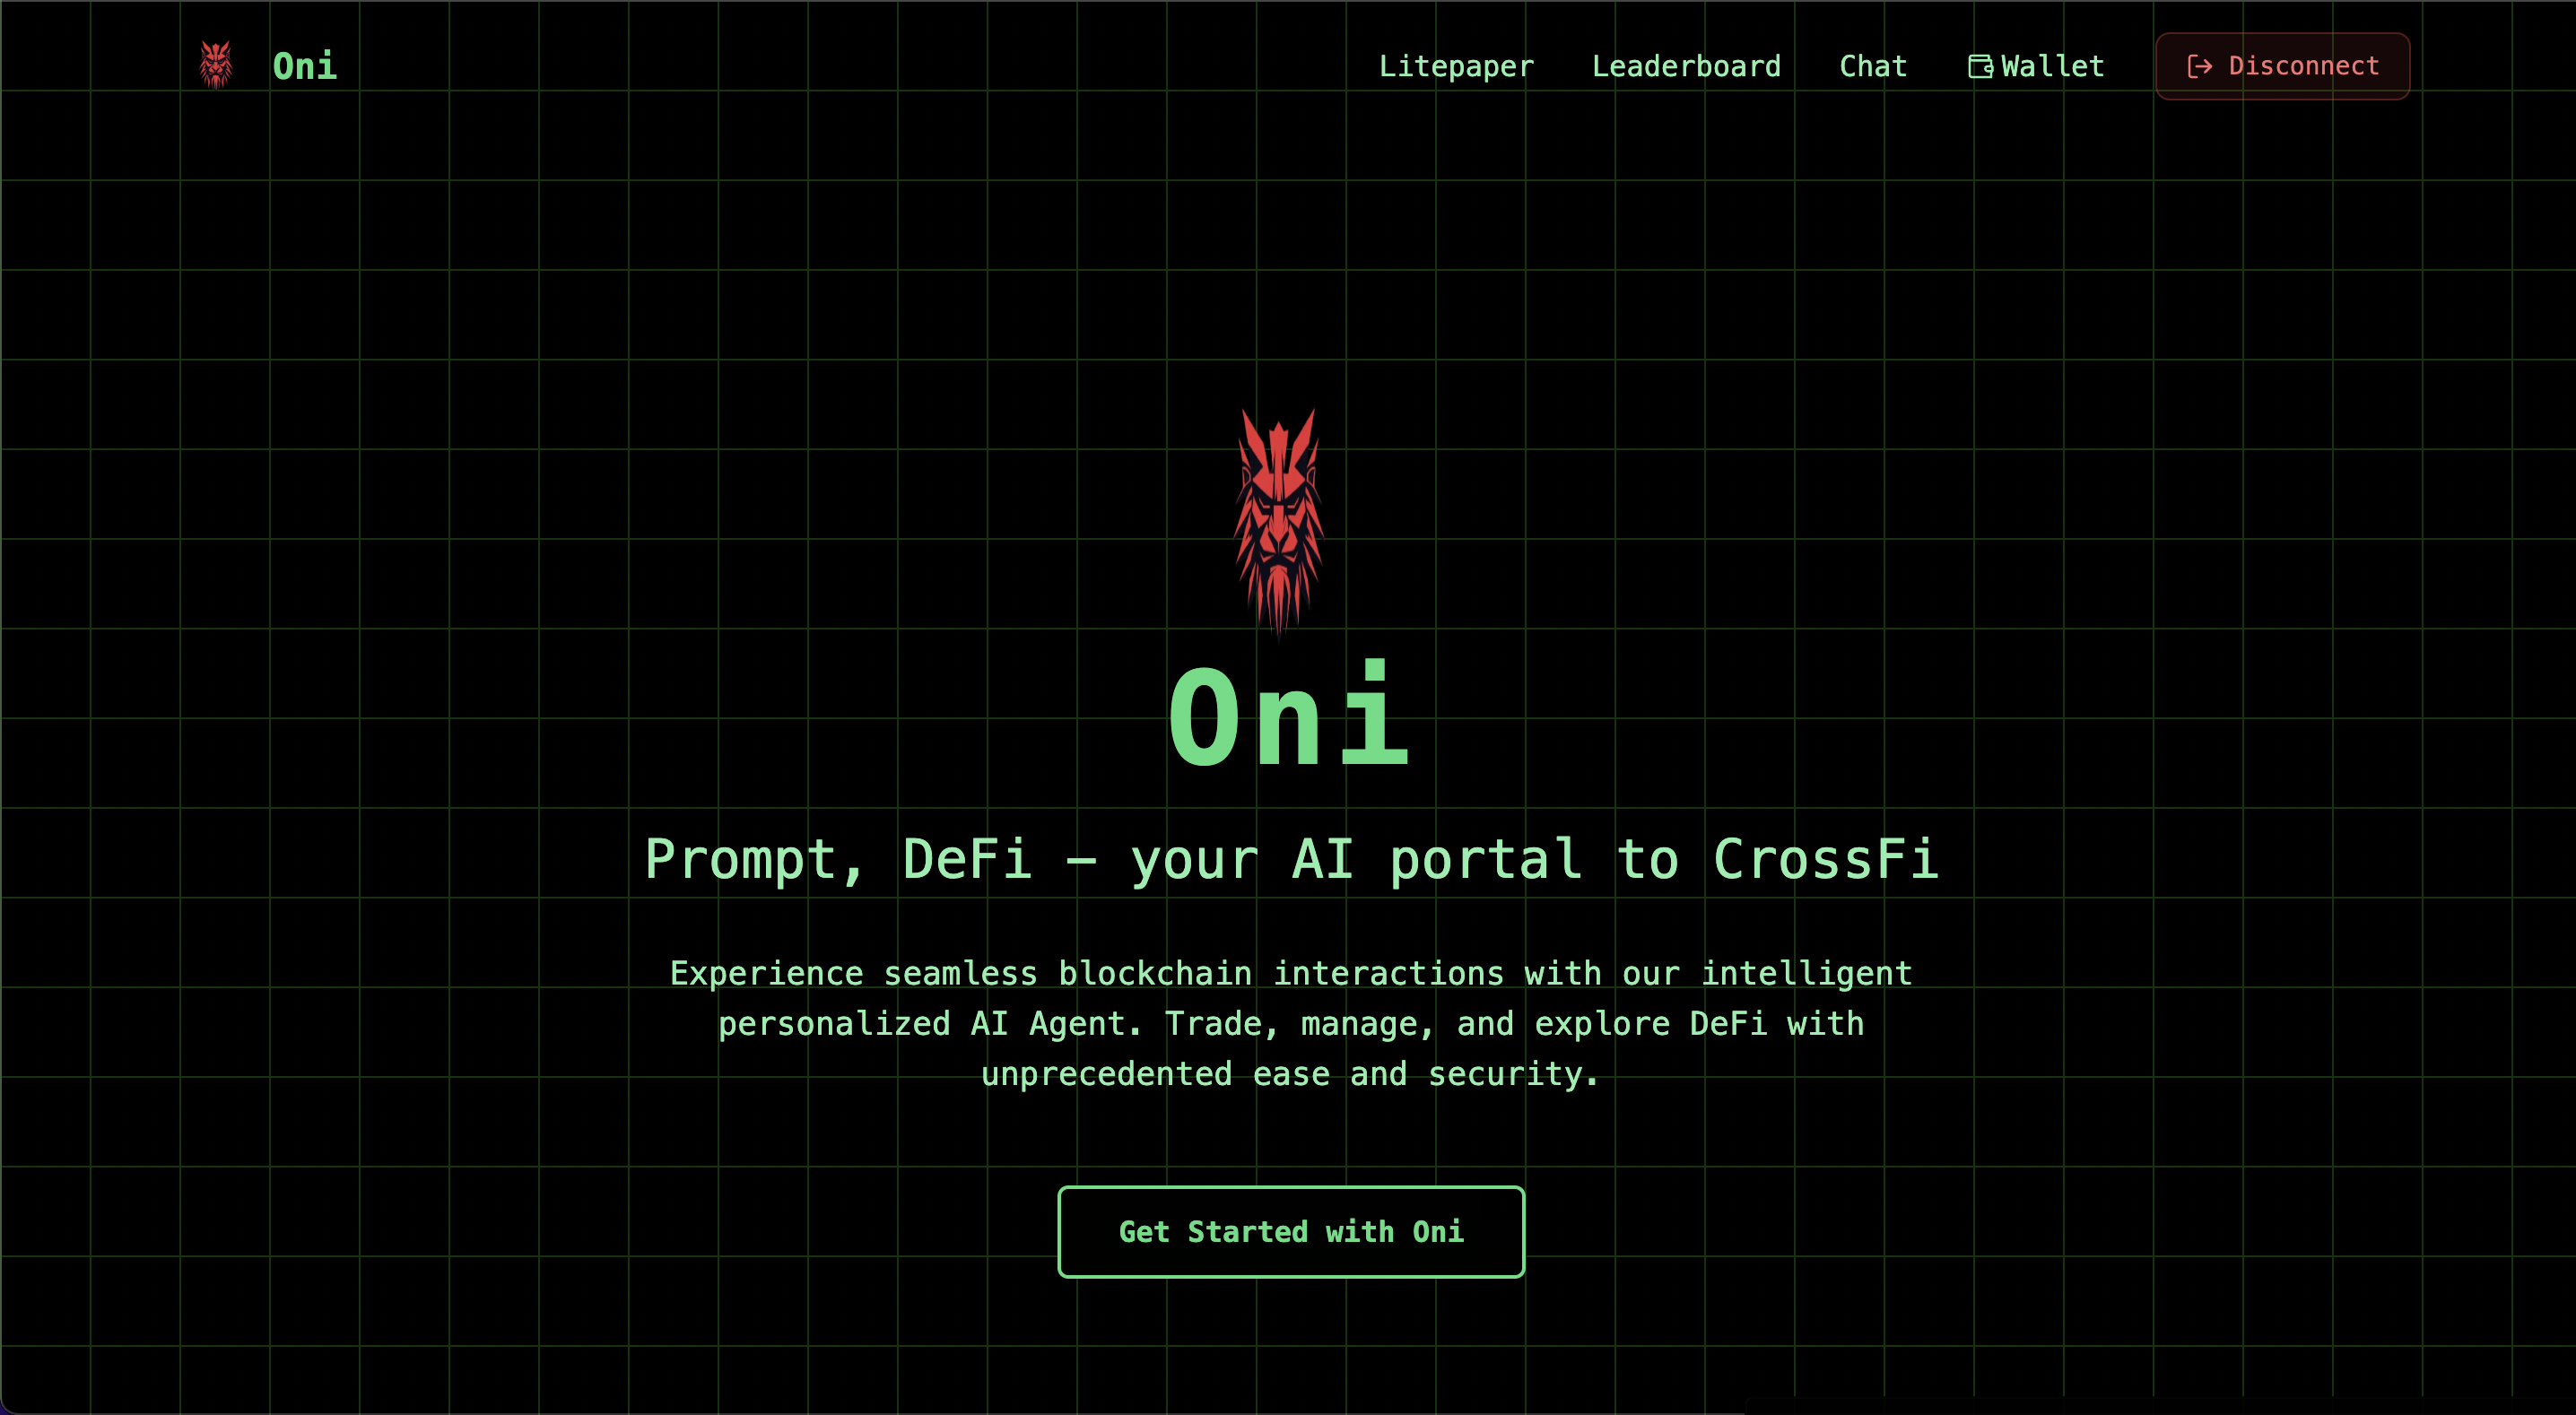 Oni
Litepaper
Leaderboard
Chat
Wallet
Disconnect
Oni
Prompt, DeFi — your AI portal to CrossFi
Experience seamless blockchain interactions with our intelligent
personalized AI Agent. Trade, manage, and explore DeFi with
unprecedented ease and security.
Get Started with Oni